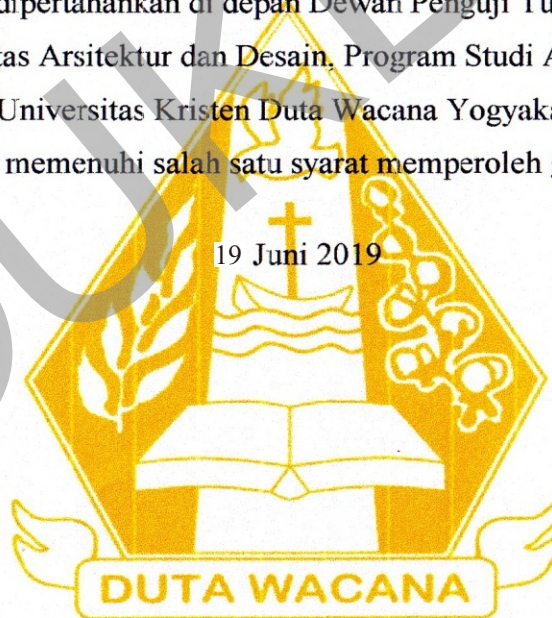 dipertahankan di depan Dewan Penguji Tu
tas Arsitektur dan Desain, Program Studi A
Universitas Kristen Duta Wacana Yogyaka
memenuhi salah satu syarat memperoleh
19 Juni 2019
DUTA WACANA